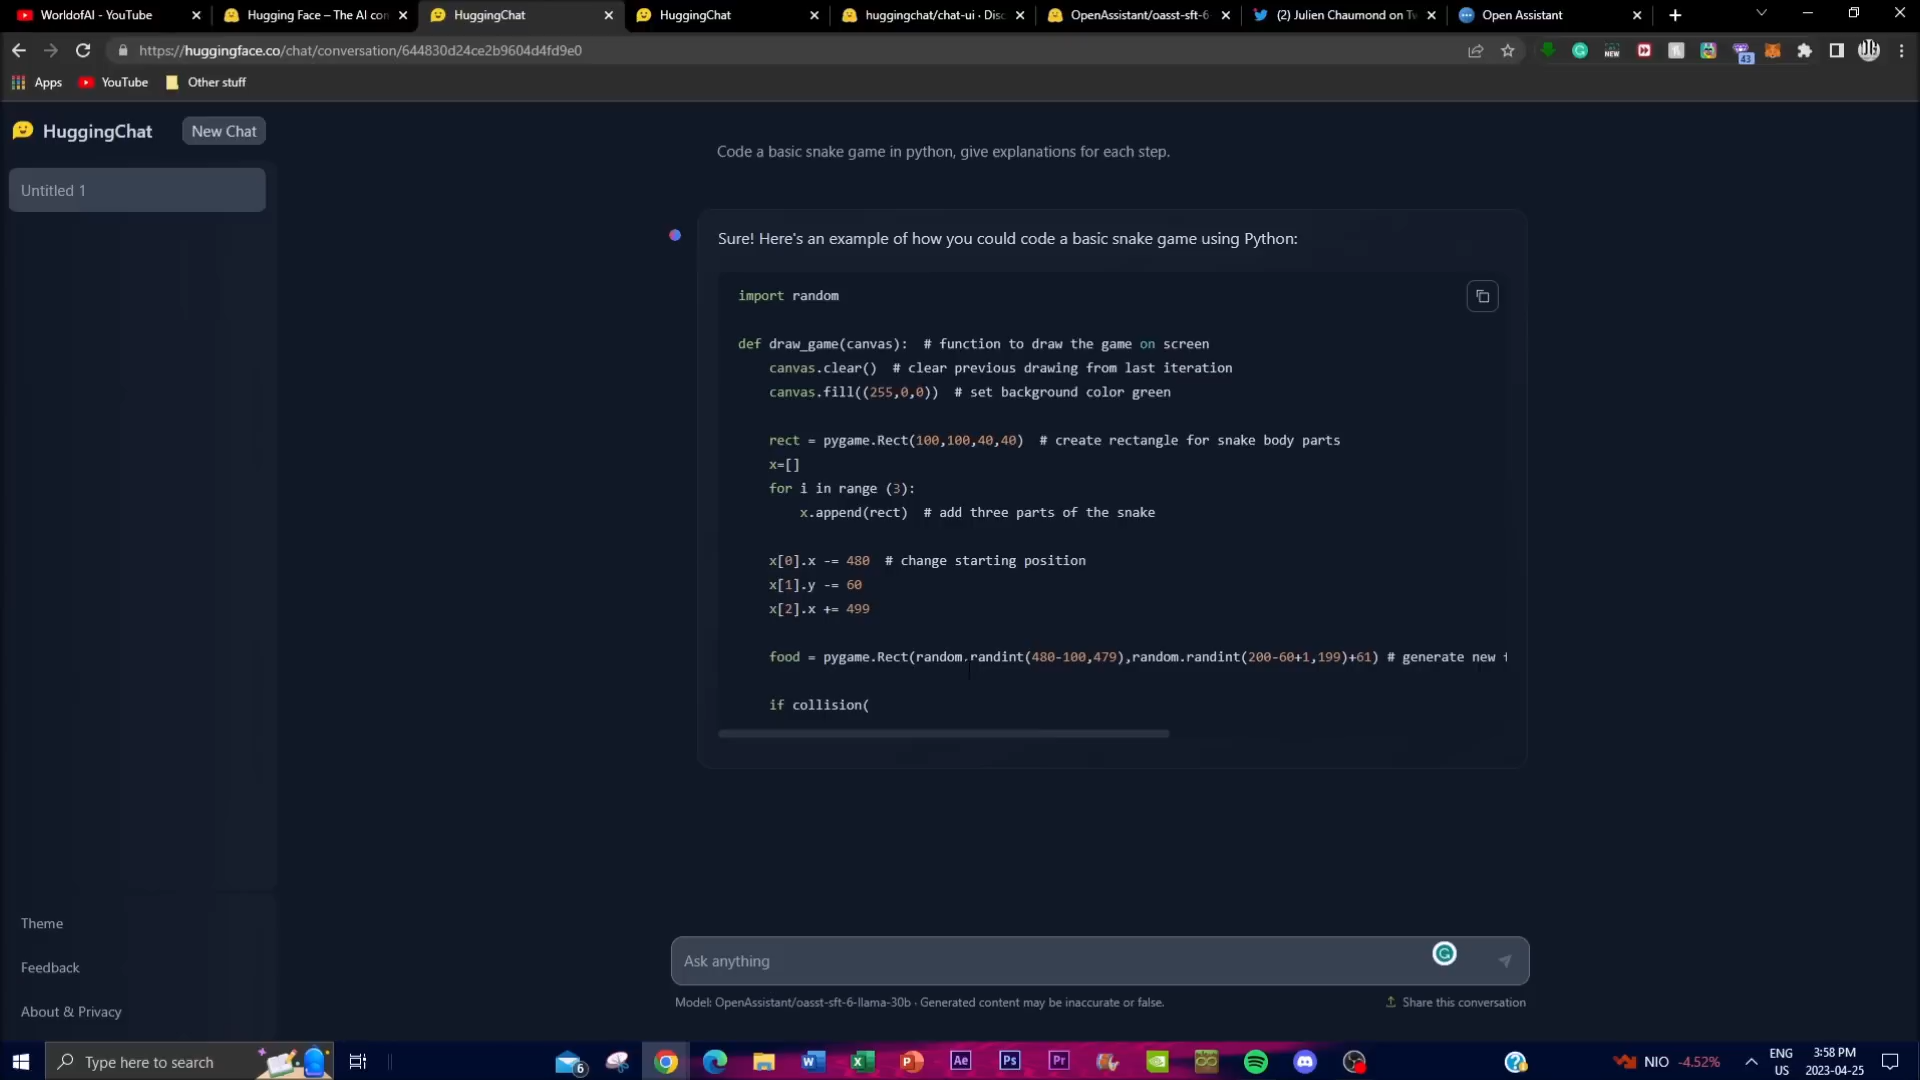 WorldofAI - YouTube
Hugging Face – The AI con
HuggingChat
HuggingChat
huggingchat/chat-ui · Disc
OpenAssistant/oasst-sft-6-
(2) Julien Chaumond on Tw
Open Assistant
https://huggingface.co/chat/conversation/644830d24ce2b9604d4fd9e0
NEW
43
Apps
YouTube
Other stuff
HuggingChat
New Chat
Untitled 1
Code a basic snake game in python, give explanations for each step.
Sure! Here's an example of how you could code a basic snake game using Python:
import random
def draw_game(canvas):  # function to draw the game on screen
    canvas.clear()  # clear previous drawing from last iteration
    canvas.fill((255,0,0))  # set background color green
    rect = pygame.Rect(100,100,40,40)  # create rectangle for snake body parts
    x=[]
    for i in range (3):
        x.append(rect)  # add three parts of the snake
    x[0].x -= 480  # change starting position
    x[1].y -= 60
    x[2].x += 499
    food = pygame.Rect(random.randint(480-100,479),random.randint(200-60+1,199)+61) # generate new f
    if collision(
Theme
Feedback
About & Privacy
Ask anything
Model: OpenAssistant/oasst-sft-6-llama-30b · Generated content may be inaccurate or false.
Share this conversation
Type here to search
6
Ae
Ps
Pr
NIO -4.52%
ENG
US
3:58 PM
2023-04-25